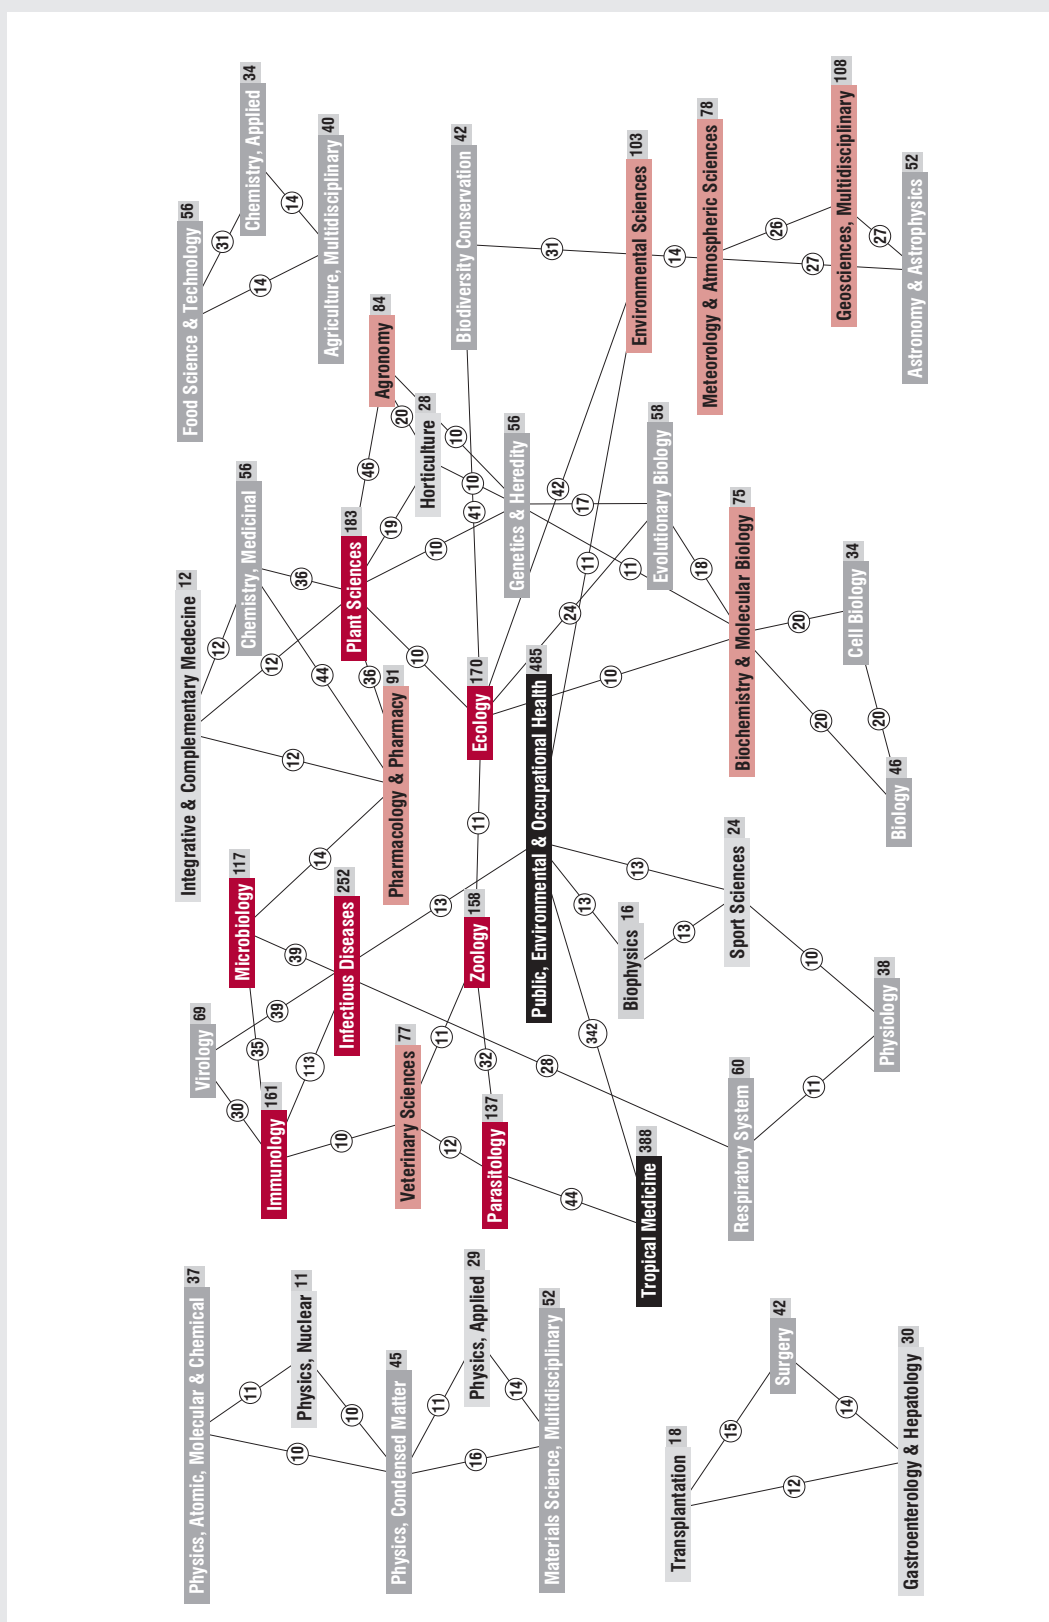 Physics, Atomic, Molecular & Chemical 37
11
Physics, Nuclear 11
10
10
Physics, Condensed Matter 45
11
Physics, Applied 29
14
16
Materials Science, Multidisciplinary 52
Transplantation 18
15
Surgery 42
14
12
Gastroenterology & Hepatology 30
Virology 69
30
39
Immunology 161
35
113
10
Microbiology 117
39
14
Infectious Diseases 252
13
28
Veterinary Sciences 77
11
12
Zoology 158
32
11
Parasitology 137
44
Tropical Medicine 388
342
Public, Environmental & Occupational Health 485
13
13
11
Biophysics 16
13
Sport Sciences 24
10
Respiratory System 60
11
Physiology 38
Integrative & Complementary Medecine 12
12
12
12
Chemistry, Medicinal 56
36
44
Plant Sciences 183
36
10
46
19
10
Pharmacology & Pharmacy 91
Ecology 170
41
42
24
10
Food Science & Technology 56
31
14
Chemistry, Applied 34
14
Agriculture, Multidisciplinary 40
Agronomy 84
20
10
Horticulture 28
10
Biodiversity Conservation 42
31
Genetics & Heredity 56
17
11
Environmental Sciences 103
14
Evolutionary Biology 58
18
Meteorology & Atmospheric Sciences 78
26
27
Biochemistry & Molecular Biology 75
20
20
Geosciences, Multidisciplinary 108
27
Cell Biology 34
20
Biology 46
Astronomy & Astrophysics 52